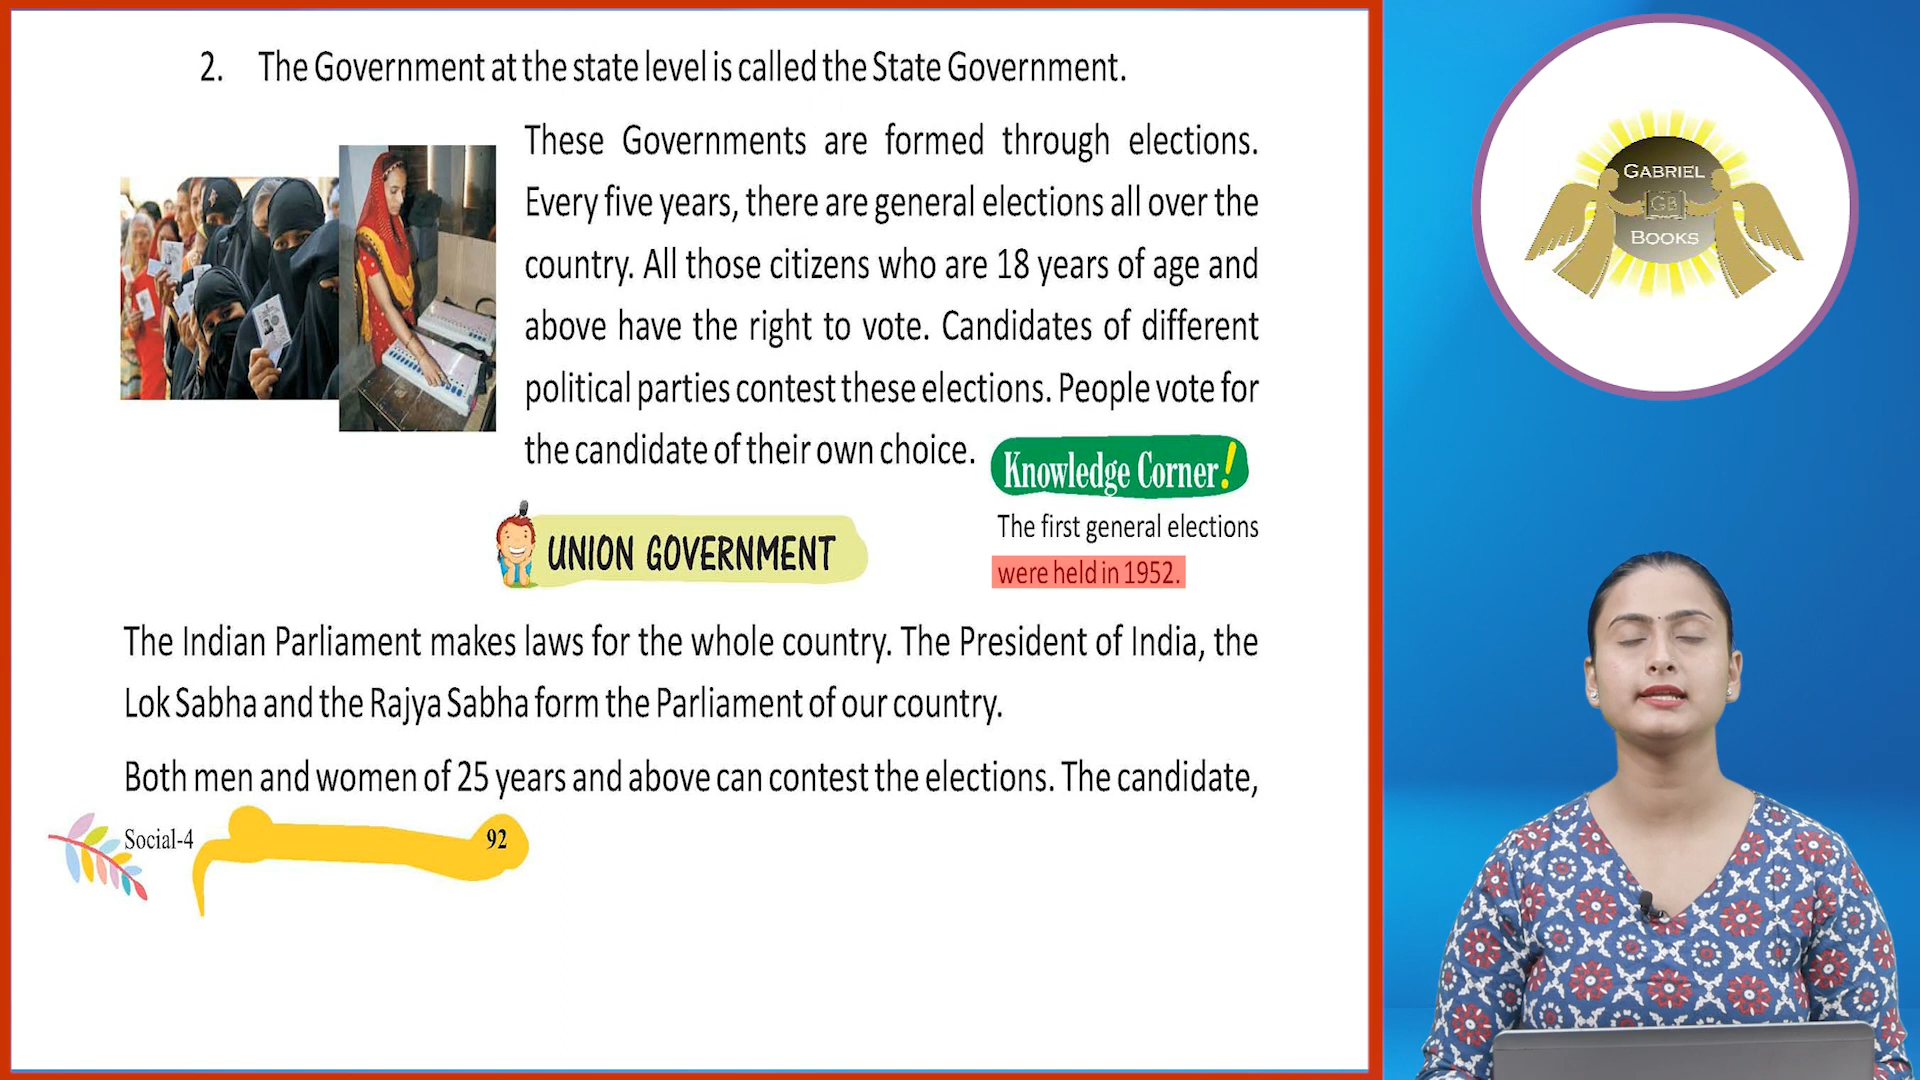 2. The Government at the state level is called the State Government.
These Governments are formed through elections.
Every five years, there are general elections all over the
country. All those citizens who are 18 years of age and
above have the right to vote. Candidates of different
political parties contest these elections. People vote for
the candidate of their own choice.
Knowledge Corner!
The first general elections
were held in 1952.
UNION GOVERNMENT
The Indian Parliament makes laws for the whole country. The President of India, the
Lok Sabha and the Rajya Sabha form the Parliament of our country.
Both men and women of 25 years and above can contest the elections. The candidate,
Social-4 92
GABRIEL
GB
BOOKS